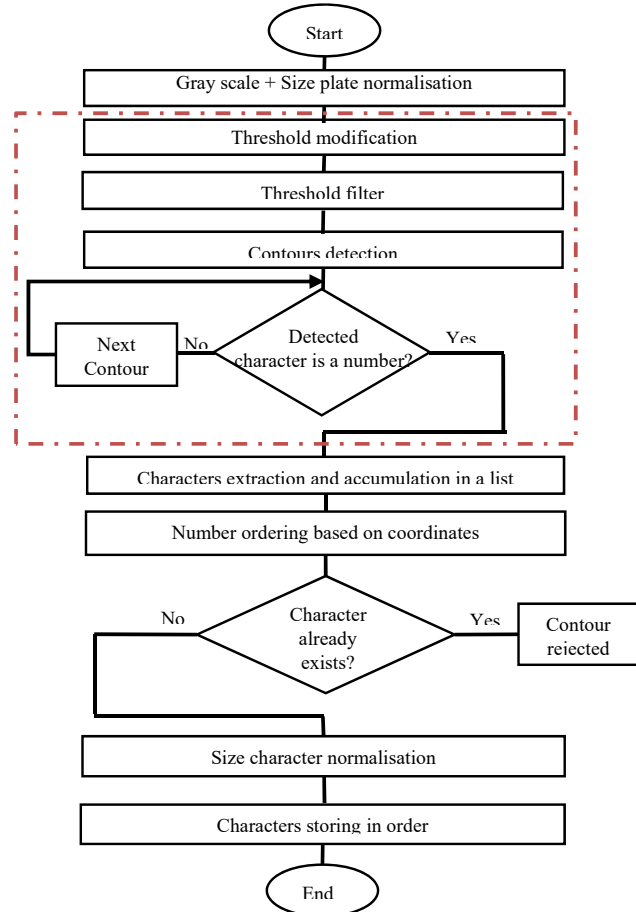 Start
Gray scale + Size plate normalisation
Threshold modification
Threshold filter
Contours detection
Next
Contour
No
Detected
character is a number?
Yes
Characters extraction and accumulation in a list
Number ordering based on coordinates
No
Character
already
exists?
Yes
Contour
rejected
Size character normalisation
Characters storing in order
End